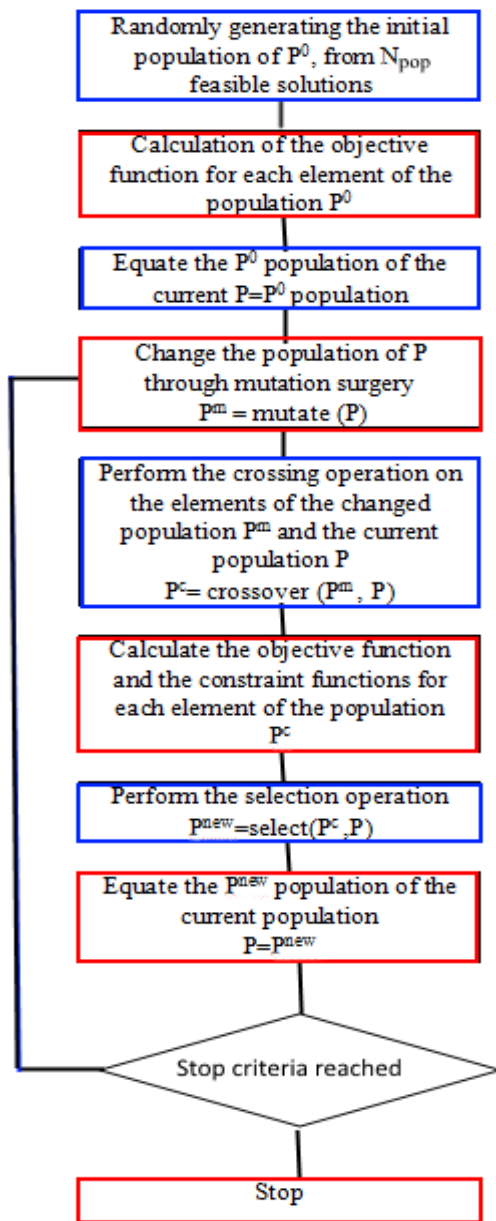 Randomly generating the initial
population of P⁰, from Nₚₒₚ
feasible solutions
Calculation of the objective
function for each element of the
population P⁰
Equate the P⁰ population of the
current P=P⁰ population
Change the population of P
through mutation surgery
Pᵐ = mutate (P)
Perform the crossing operation on
the elements of the changed
population Pᵐ and the current
population P
Pᶜ= crossover (Pᵐ , P)
Calculate the objective function
and the constraint functions for
each element of the population
Pᶜ
Perform the selection operation
Pⁿᵉʷ=select(Pᶜ ,P)
Equate the Pⁿᵉʷ population of the
current population
P=Pⁿᵉʷ
Stop criteria reached
Stop